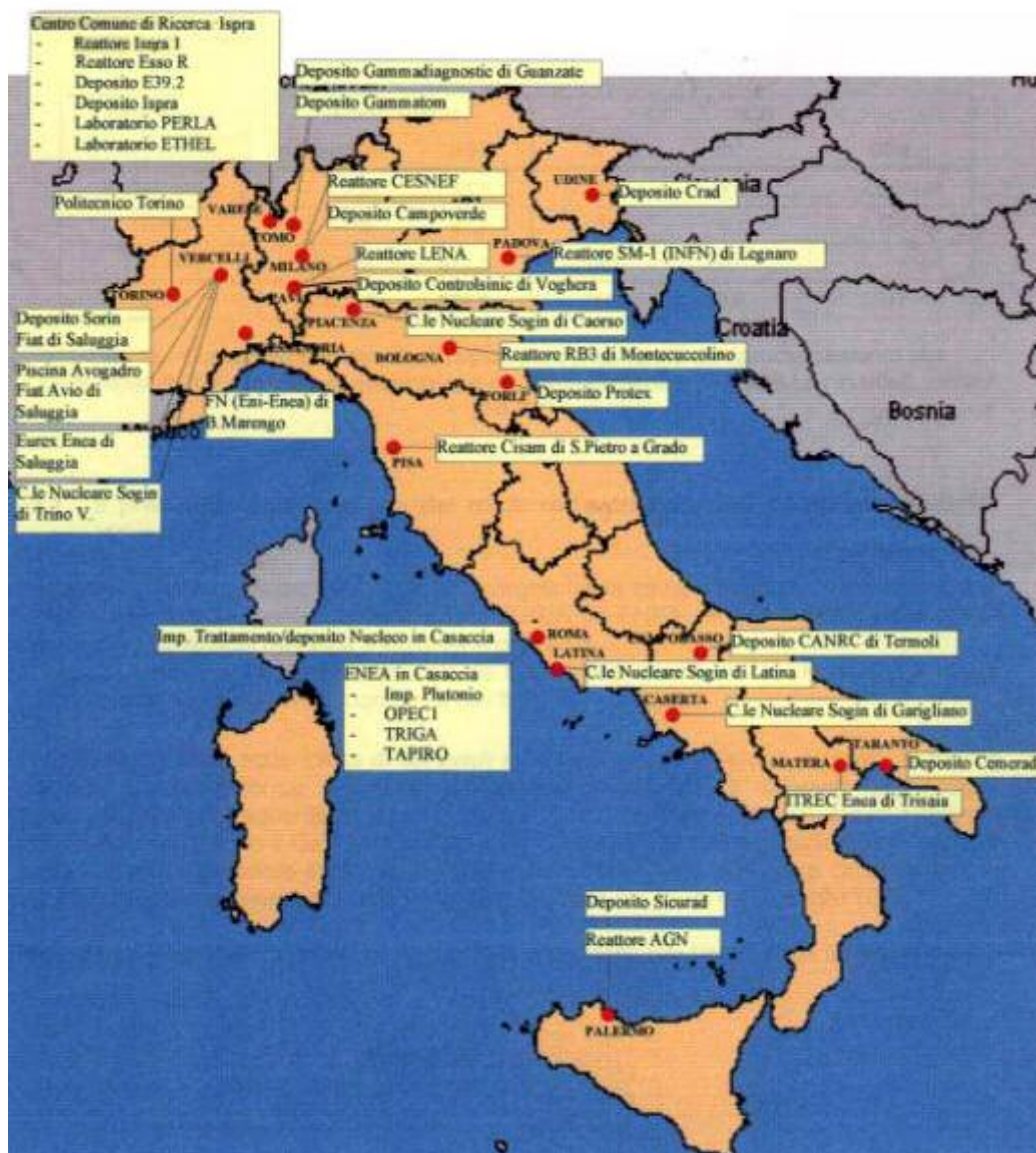 Centro Comune di Ricerca Ispra
- Reattore Ispra 1
- Reattore Esso R
- Deposito E39.2
- Deposito Ispra
- Laboratorio PERLA
- Laboratorio ETHEL
Deposito Gammadiagnostic di Guanzate
Deposito Gammatom
Reattore CESNEF
Deposito Campoverde
Politecnico Torino
VARESE
COMO
MILANO
UDINE
Deposito Crad
PADOVA
Reattore SM-1 (INFN) di Legnaro
Reattore LENA
Deposito Controlsinic di Voghera
VERCELLI
TORINO
PIACENZA
C.le Nucleare Sogin di Caorso
Croatia
Deposito Sorin
Fiat di Saluggia
BOLOGNA
Reattore RB3 di Montecuccolino
Piscina Avogadro
Fiat Avio di
Saluggia
FN (Eni-Enea) di
B.Marengo
FORLI'
Deposito Protex
Bosnia
Eurex Enea di
Saluggia
PISA
Reattore Cisam di S.Pietro a Grado
C.le Nucleare Sogin
di Trino V.
Imp. Trattamento/deposito Nucleco in Casaccia
ROMA
LATINA
CAMPOBASSO
Deposito CANRC di Termoli
C.le Nucleare Sogin di Latina
ENEA in Casaccia
- Imp. Plutonio
- OPEC1
- TRIGA
- TAPIRO
CASERTA
C.le Nucleare Sogin di Garigliano
TARANTO
MATERA
Deposito Cemerad
ITREC Enea di Trisaia
Deposito Sicurad
Reattore AGN
PALERMO